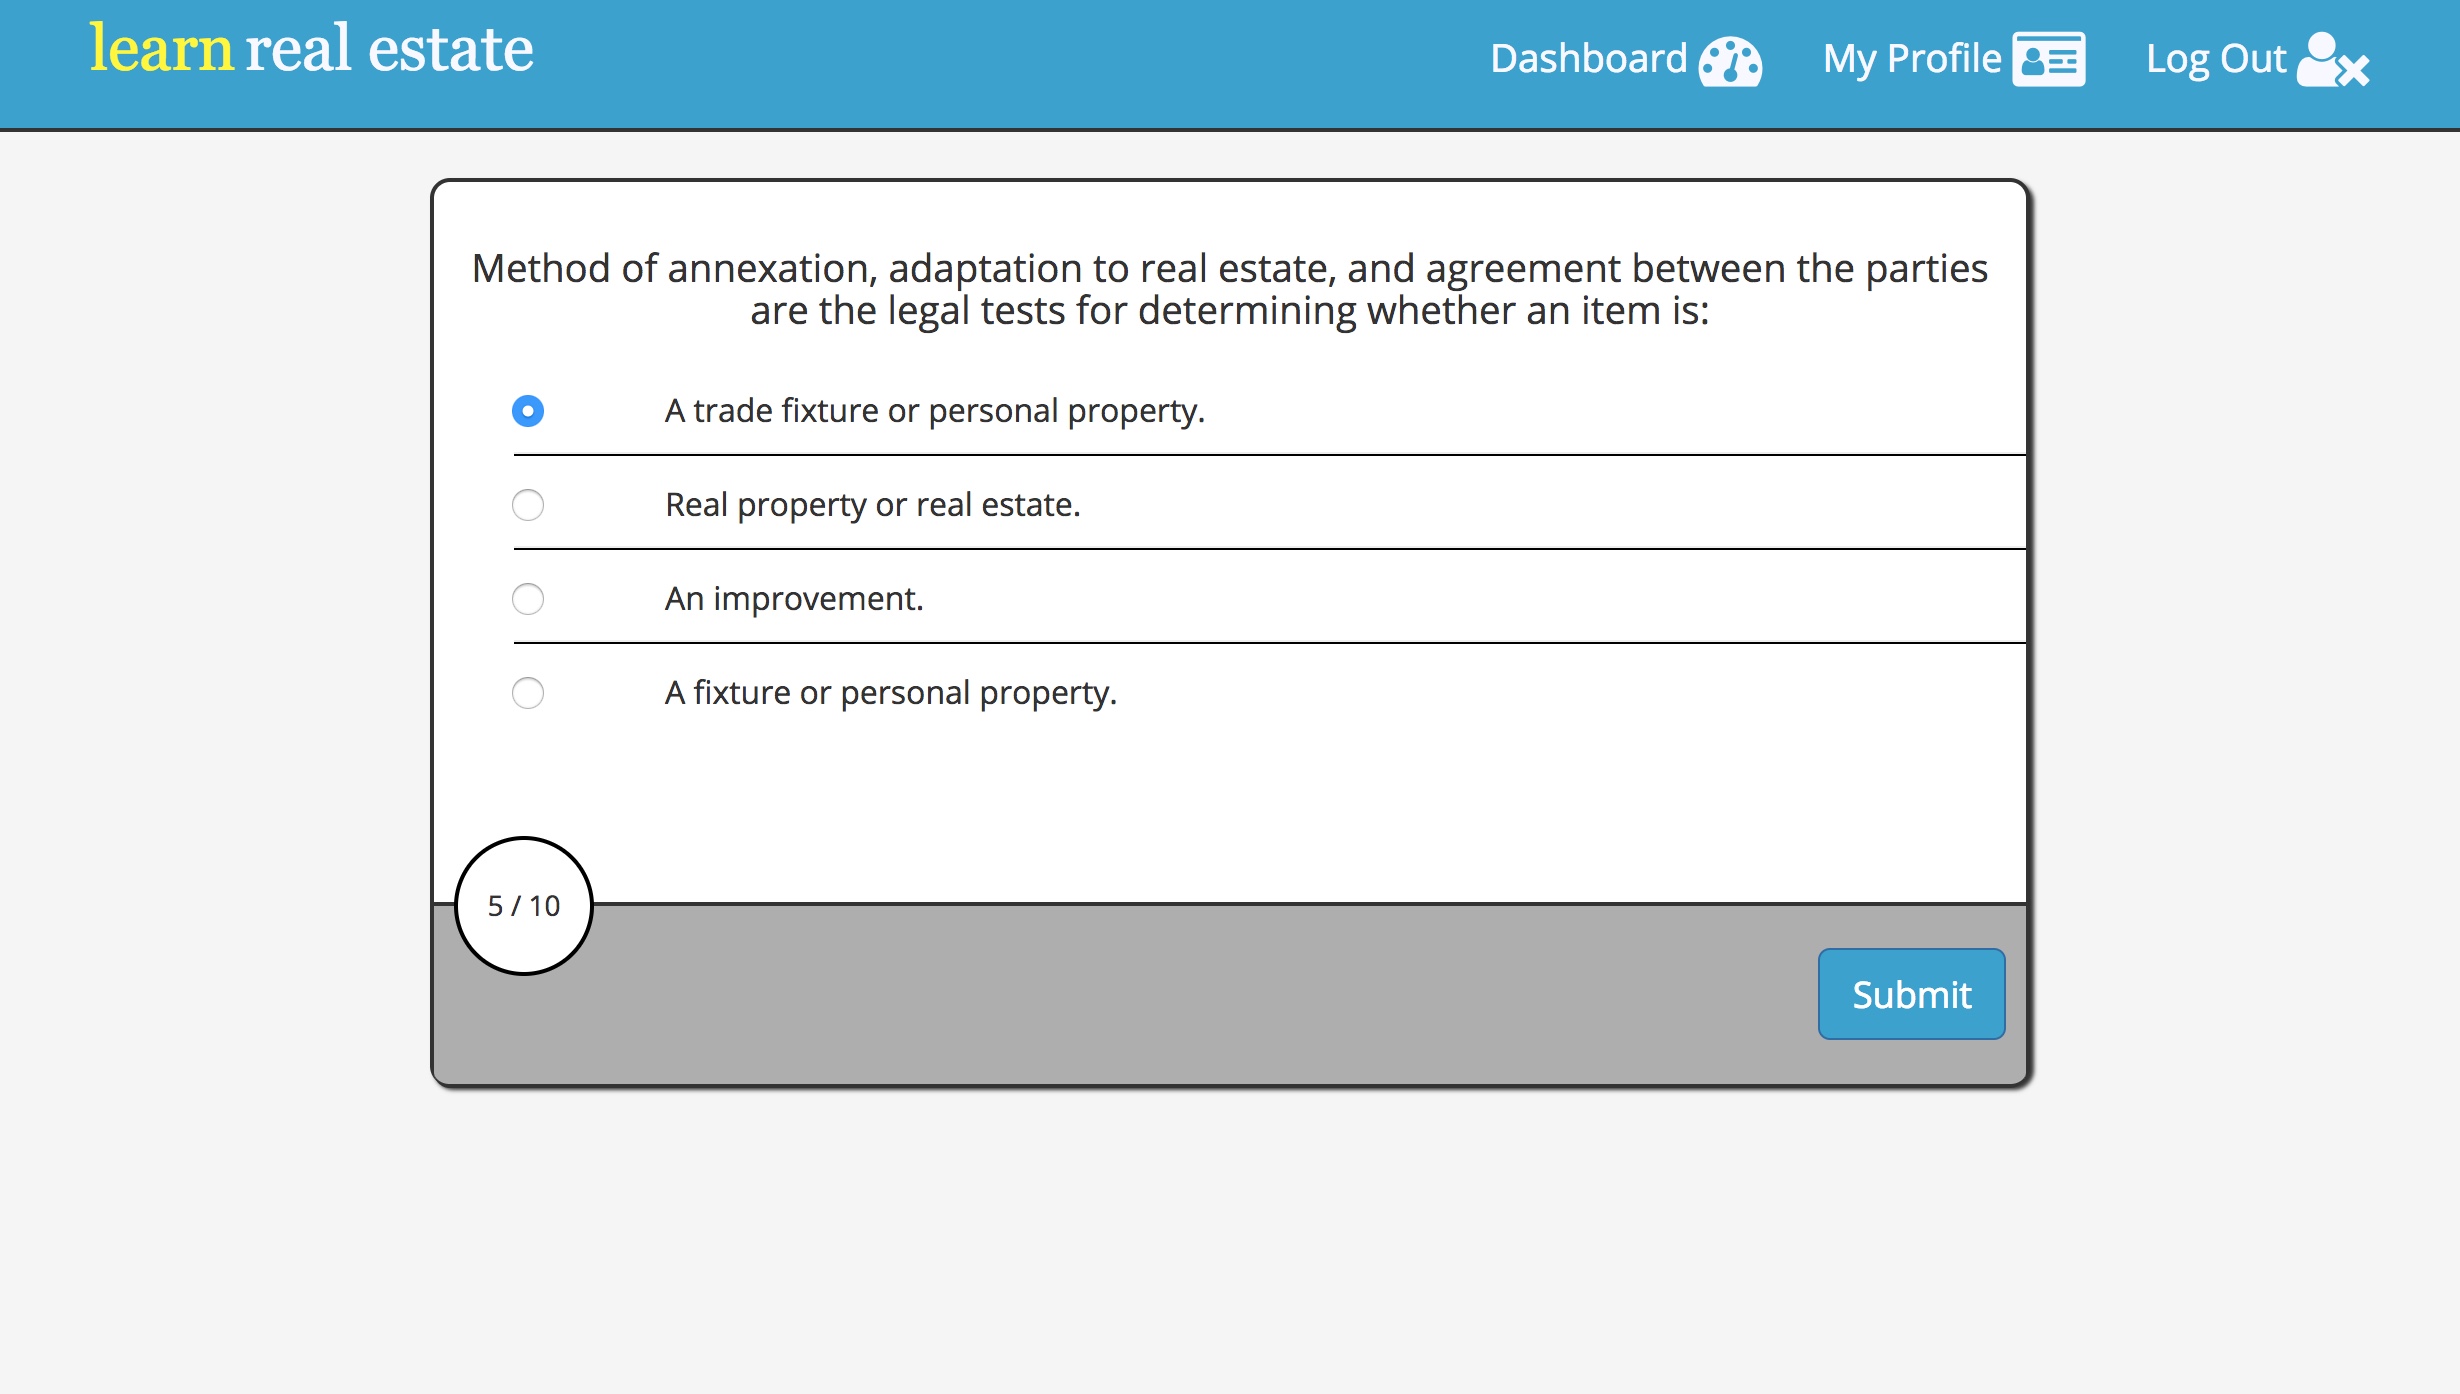 learn real estate
Dashboard
My Profile
Log Out
Method of annexation, adaptation to real estate, and agreement between the parties
are the legal tests for determining whether an item is:
A trade fixture or personal property.
Real property or real estate.
An improvement.
A fixture or personal property.
5 / 10
Submit